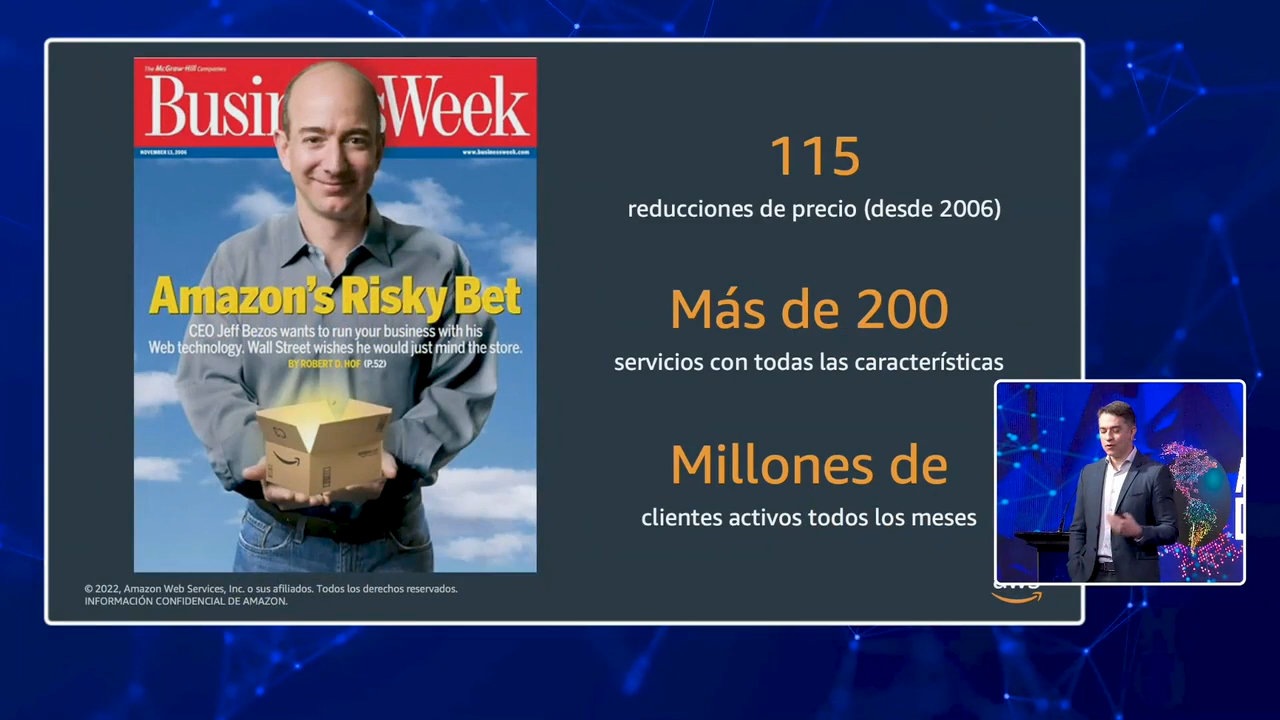 The McGraw-Hill Companies
BusinessWeek
NOVEMBER 13, 2006
www.businessweek.com
Amazon's Risky Bet
CEO Jeff Bezos wants to run your business with his
Web technology. Wall Street wishes he would just mind the store.
BY ROBERT D. HOF (P.52)
115
reducciones de precio (desde 2006)
Más de 200
servicios con todas las características
Millones de
clientes activos todos los meses
© 2022, Amazon Web Services, Inc. o sus afiliados. Todos los derechos reservados.
INFORMACIÓN CONFIDENCIAL DE AMAZON.
aws